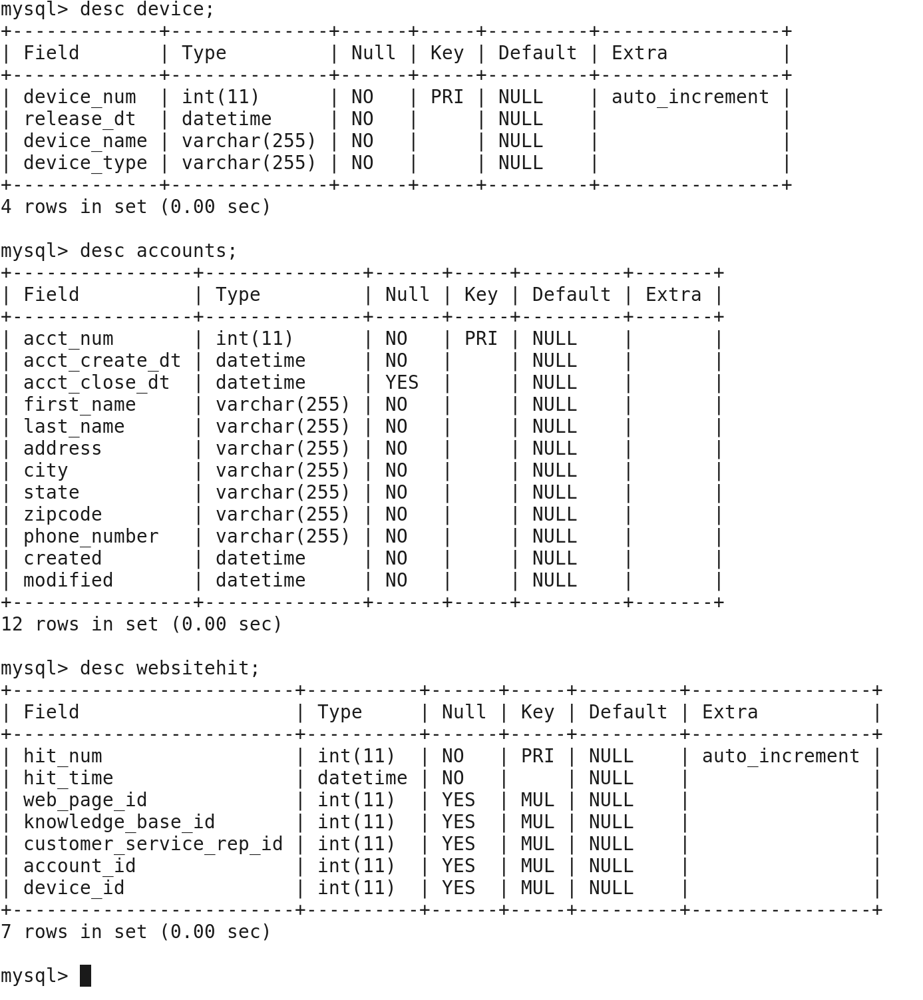 mysql> desc device;
+-------------+--------------+------+-----+---------+----------------+
| Field       | Type         | Null | Key | Default | Extra          |
+-------------+--------------+------+-----+---------+----------------+
| device_num  | int(11)      | NO   | PRI | NULL    | auto_increment |
| release_dt  | datetime     | NO   |     | NULL    |                |
| device_name | varchar(255) | NO   |     | NULL    |                |
| device_type | varchar(255) | NO   |     | NULL    |                |
+-------------+--------------+------+-----+---------+----------------+
4 rows in set (0.00 sec)

mysql> desc accounts;
+----------------+--------------+------+-----+---------+-------+
| Field          | Type         | Null | Key | Default | Extra |
+----------------+--------------+------+-----+---------+-------+
| acct_num       | int(11)      | NO   | PRI | NULL    |       |
| acct_create_dt | datetime     | NO   |     | NULL    |       |
| acct_close_dt  | datetime     | YES  |     | NULL    |       |
| first_name     | varchar(255) | NO   |     | NULL    |       |
| last_name      | varchar(255) | NO   |     | NULL    |       |
| address        | varchar(255) | NO   |     | NULL    |       |
| city           | varchar(255) | NO   |     | NULL    |       |
| state          | varchar(255) | NO   |     | NULL    |       |
| zipcode        | varchar(255) | NO   |     | NULL    |       |
| phone_number   | varchar(255) | NO   |     | NULL    |       |
| created        | datetime     | NO   |     | NULL    |       |
| modified       | datetime     | NO   |     | NULL    |       |
+----------------+--------------+------+-----+---------+-------+
12 rows in set (0.00 sec)

mysql> desc websitehit;
+-------------------------+----------+------+-----+---------+----------------+
| Field                   | Type     | Null | Key | Default | Extra          |
+-------------------------+----------+------+-----+---------+----------------+
| hit_num                 | int(11)  | NO   | PRI | NULL    | auto_increment |
| hit_time                | datetime | NO   |     | NULL    |                |
| web_page_id             | int(11)  | YES  | MUL | NULL    |                |
| knowledge_base_id       | int(11)  | YES  | MUL | NULL    |                |
| customer_service_rep_id | int(11)  | YES  | MUL | NULL    |                |
| account_id              | int(11)  | YES  | MUL | NULL    |                |
| device_id               | int(11)  | YES  | MUL | NULL    |                |
+-------------------------+----------+------+-----+---------+----------------+
7 rows in set (0.00 sec)

mysql>